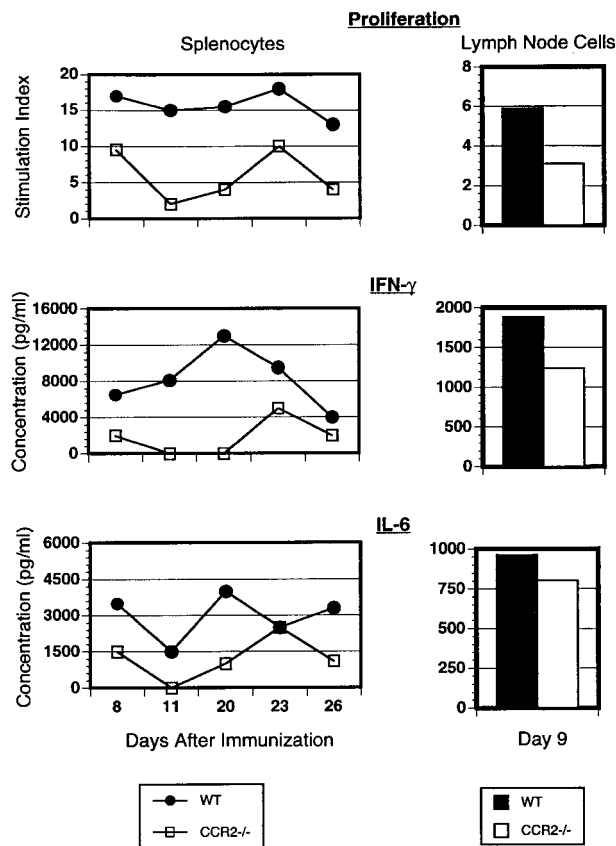 Proliferation
Splenocytes
Lymph Node Cells
Stimulation Index
20
15
10
5
0
8
6
4
2
0
IFN-γ
Concentration (pg/ml)
16000
12000
8000
4000
0
2000
1500
1000
500
0
IL-6
Concentration (pg/ml)
6000
4500
3000
1500
0
8 11 20 23 26
Days After Immunization
1000
750
500
250
0
Day 9
WT
CCR2-/-
WT
CCR2-/-